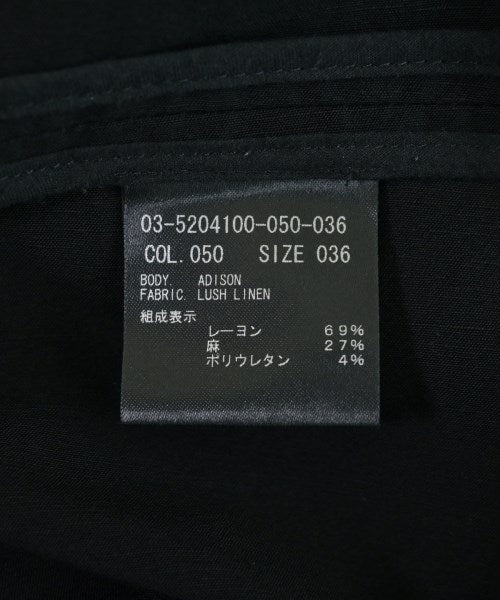 03-5204100-050-036
COL.050 SIZE 036
BODY. ADISON
FABRIC. LUSH LINEN
組成表示
レーヨン 69%
麻 27%
ポリウレタン 4%